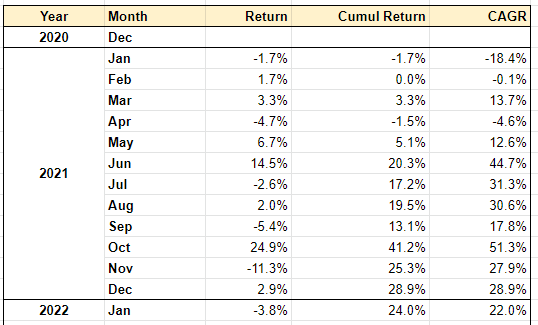 Year Month Return Cumul Return CAGR
2020 Dec
Jan -1.7% -1.7% -18.4%
Feb 1.7% 0.0% -0.1%
Mar 3.3% 3.3% 13.7%
Apr -4.7% -1.5% -4.6%
May 6.7% 5.1% 12.6%
Jun 14.5% 20.3% 44.7%
2021 Jul -2.6% 17.2% 31.3%
Aug 2.0% 19.5% 30.6%
Sep -5.4% 13.1% 17.8%
Oct 24.9% 41.2% 51.3%
Nov -11.3% 25.3% 27.9%
Dec 2.9% 28.9% 28.9%
2022 Jan -3.8% 24.0% 22.0%